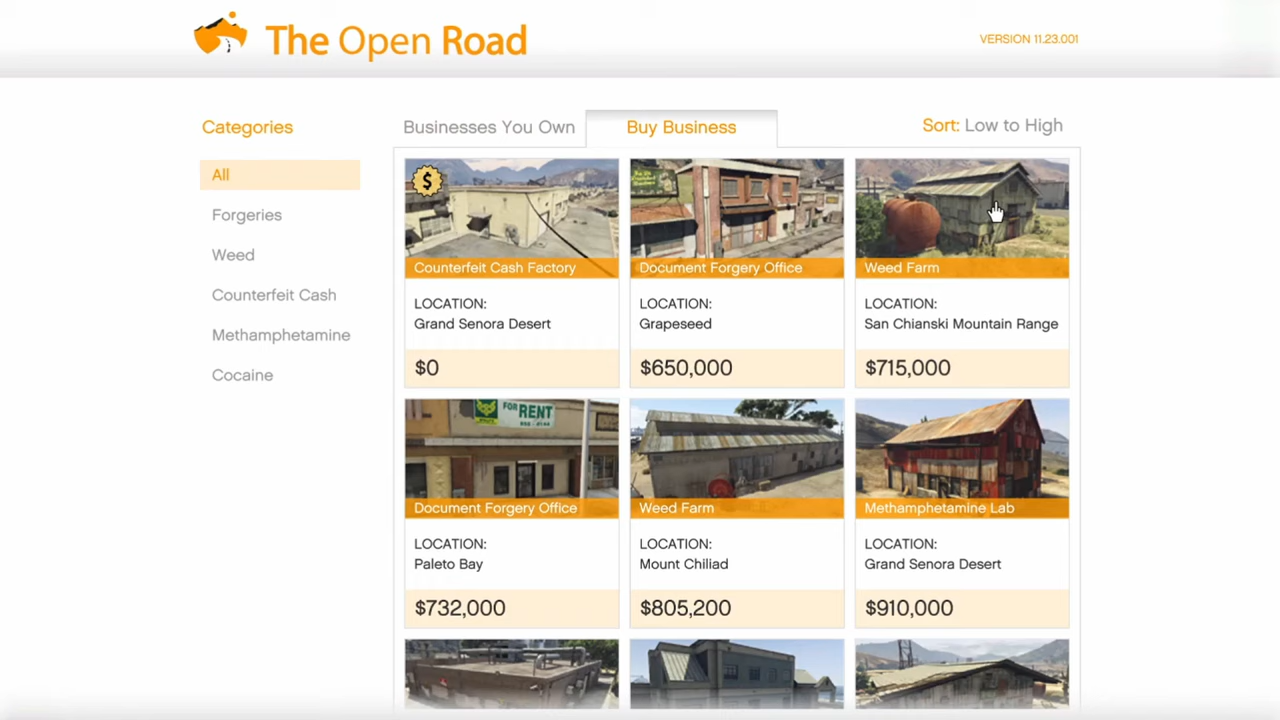 The Open Road
VERSION 11.23.001
Categories
All
Forgeries
Weed
Counterfeit Cash
Methamphetamine
Cocaine
Businesses You Own
Buy Business
Sort: Low to High
$
Counterfeit Cash Factory
LOCATION:
Grand Senora Desert
$0
Document Forgery Office
LOCATION:
Grapeseed
$650,000
Weed Farm
LOCATION:
San Chianski Mountain Range
$715,000
FOR RENT
Document Forgery Office
LOCATION:
Paleto Bay
$732,000
Weed Farm
LOCATION:
Mount Chiliad
$805,200
Methamphetamine Lab
LOCATION:
Grand Senora Desert
$910,000